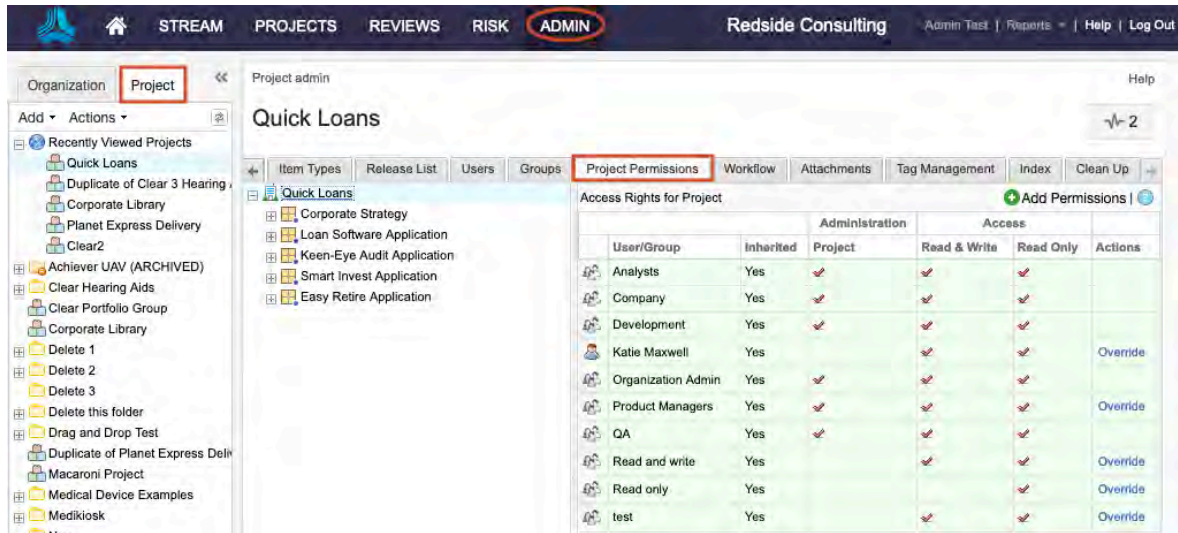 STREAM PROJECTS REVIEWS RISK ADMIN Redside Consulting Admin Test | Reports | Help | Log Out
Organization Project
Add Actions
Recently Viewed Projects
Quick Loans
Duplicate of Clear 3 Hearing
Corporate Library
Planet Express Delivery
Clear2
Achiever UAV (ARCHIVED)
Clear Hearing Aids
Clear Portfolio Group
Corporate Library
Delete 1
Delete 2
Delete 3
Delete this folder
Drag and Drop Test
Duplicate of Planet Express Deliv
Macaroni Project
Medical Device Examples
Medikiosk
Project admin Help
Quick Loans
2
Item Types Release List Users Groups Project Permissions Workflow Attachments Tag Management Index Clean Up
Quick Loans
Corporate Strategy
Loan Software Application
Keen-Eye Audit Application
Smart Invest Application
Easy Retire Application
Access Rights for Project Add Permissions |
Administration Access
User/Group Inherited Project Read & Write Read Only Actions
Analysts Yes
Company Yes
Development Yes
Katie Maxwell Yes Override
Organization Admin Yes
Product Managers Yes Override
QA Yes
Read and write Yes Override
Read only Yes Override
test Yes Override